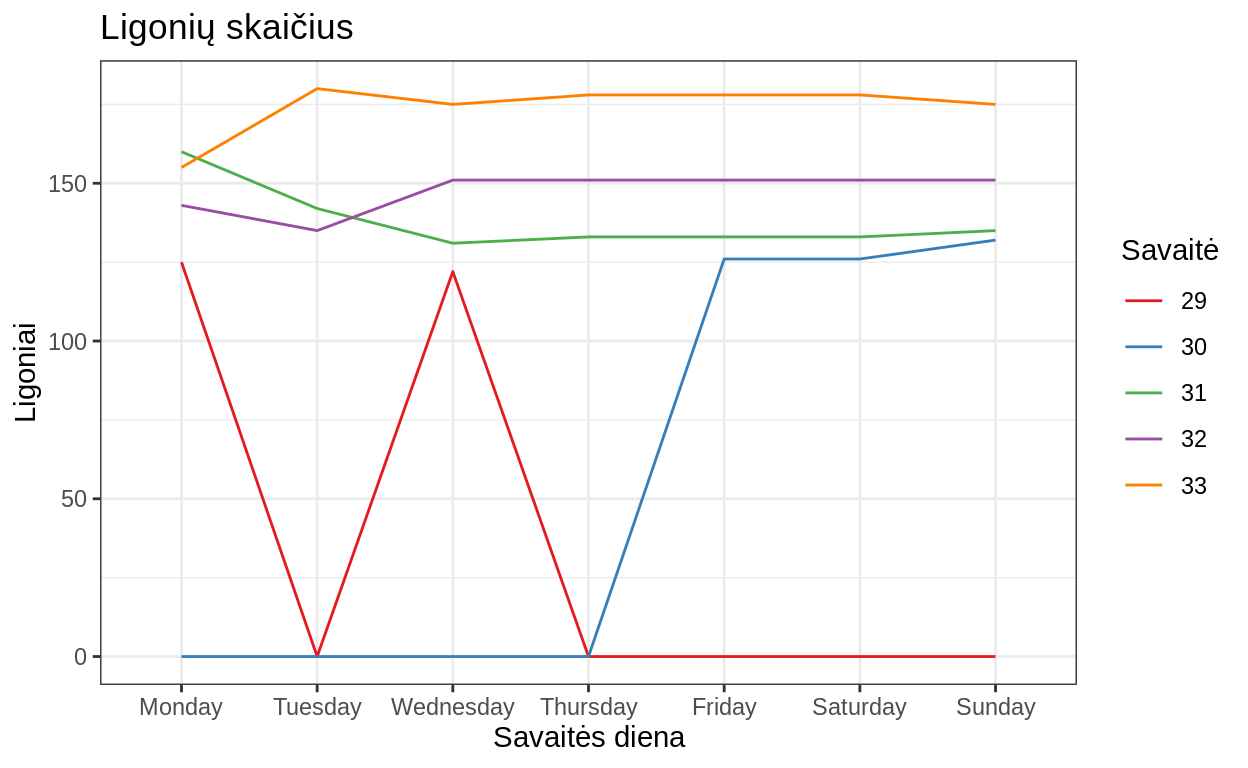 Ligonių skaičius
Ligoniai
150
100
50
0
Monday
Tuesday
Wednesday
Thursday
Friday
Saturday
Sunday
Savaitės diena
Savaitė
29
30
31
32
33